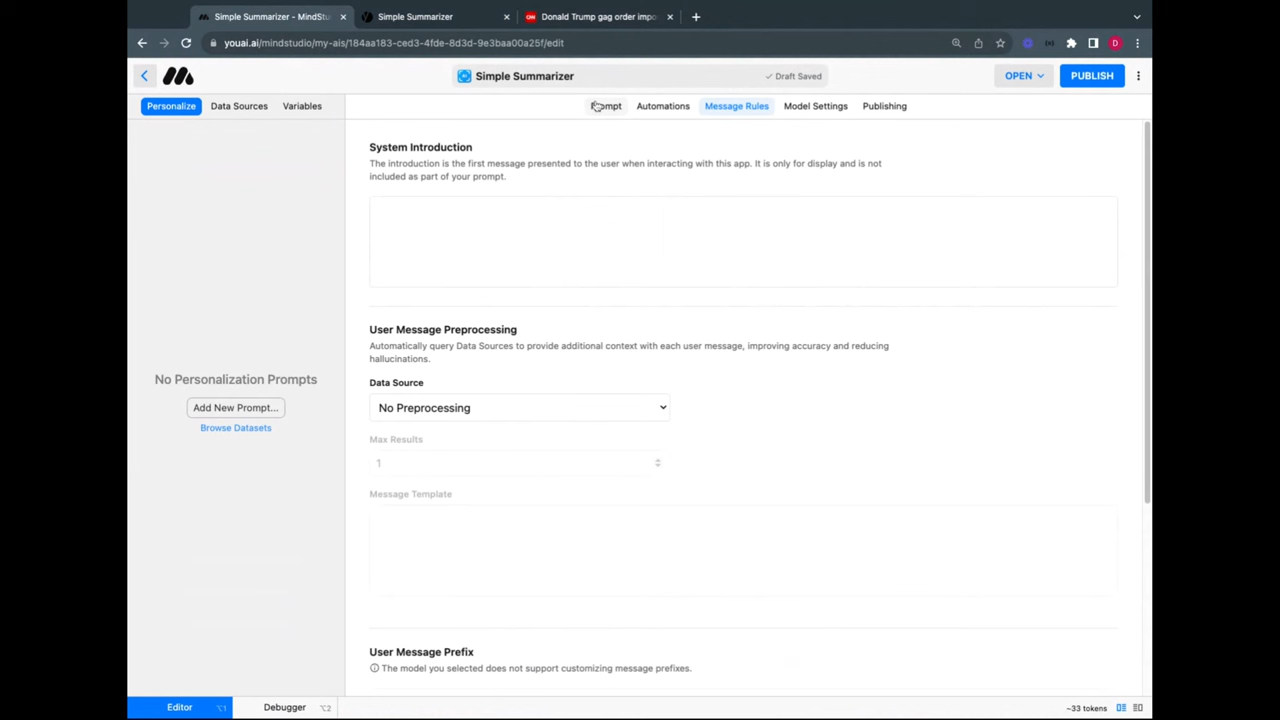 Simple Summarizer - MindStu
Simple Summarizer
CNN
Donald Trump gag order impo
youai.ai/mindstudio/my-ais/184aa183-ced3-4fde-8d3d-9e3baa00a25f/edit
D
Simple Summarizer
Draft Saved
OPEN
PUBLISH
Personalize
Data Sources
Variables
Prompt
Automations
Message Rules
Model Settings
Publishing
System Introduction
The introduction is the first message presented to the user when interacting with this app. It is only for display and is not
included as part of your prompt.
User Message Preprocessing
Automatically query Data Sources to provide additional context with each user message, improving accuracy and reducing
hallucinations.
No Personalization Prompts
Add New Prompt...
Browse Datasets
Data Source
No Preprocessing
Max Results
1
Message Template
User Message Prefix
The model you selected does not support customizing message prefixes.
Editor
⌥1
Debugger
⌥2
~33 tokens